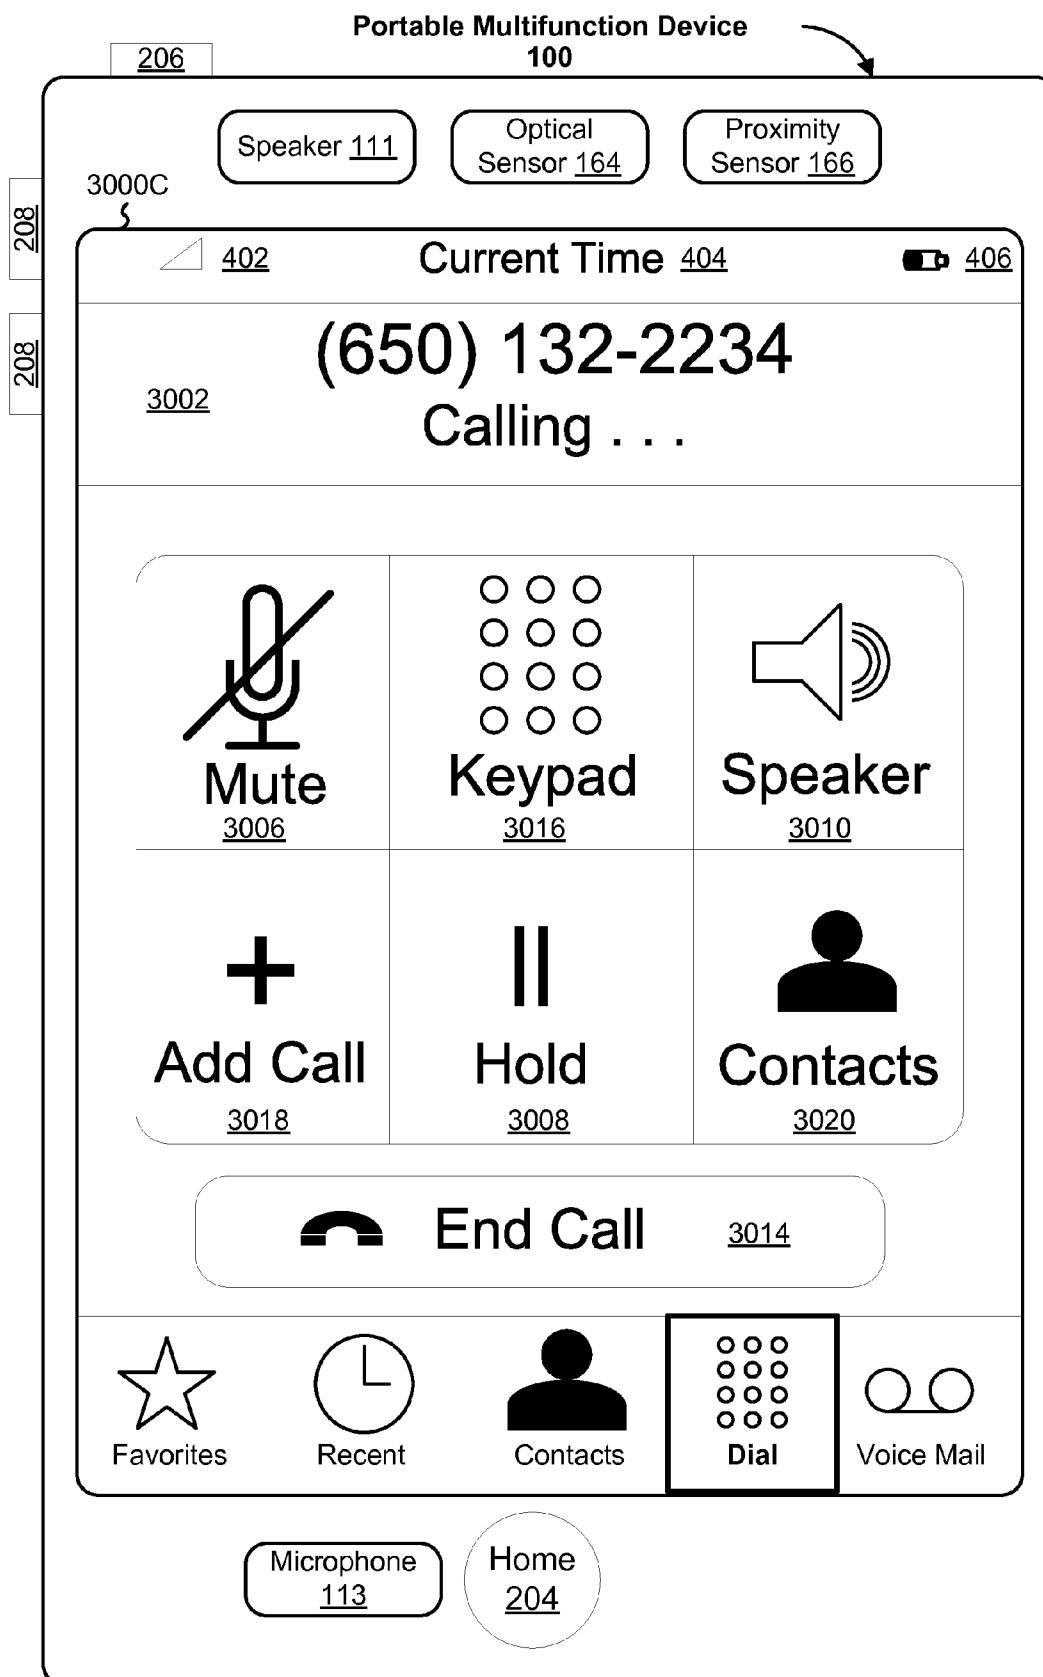 Portable Multifunction Device
100
206
Speaker 111
Optical
Sensor 164
Proximity
Sensor 166
3000C
208
208
402
Current Time 404
406
(650) 132-2234
3002
Calling . . .
Mute
3006
Keypad
3016
Speaker
3010
Add Call
3018
Hold
3008
Contacts
3020
End Call
3014
Favorites
Recent
Contacts
Dial
Voice Mail
Microphone
113
Home
204